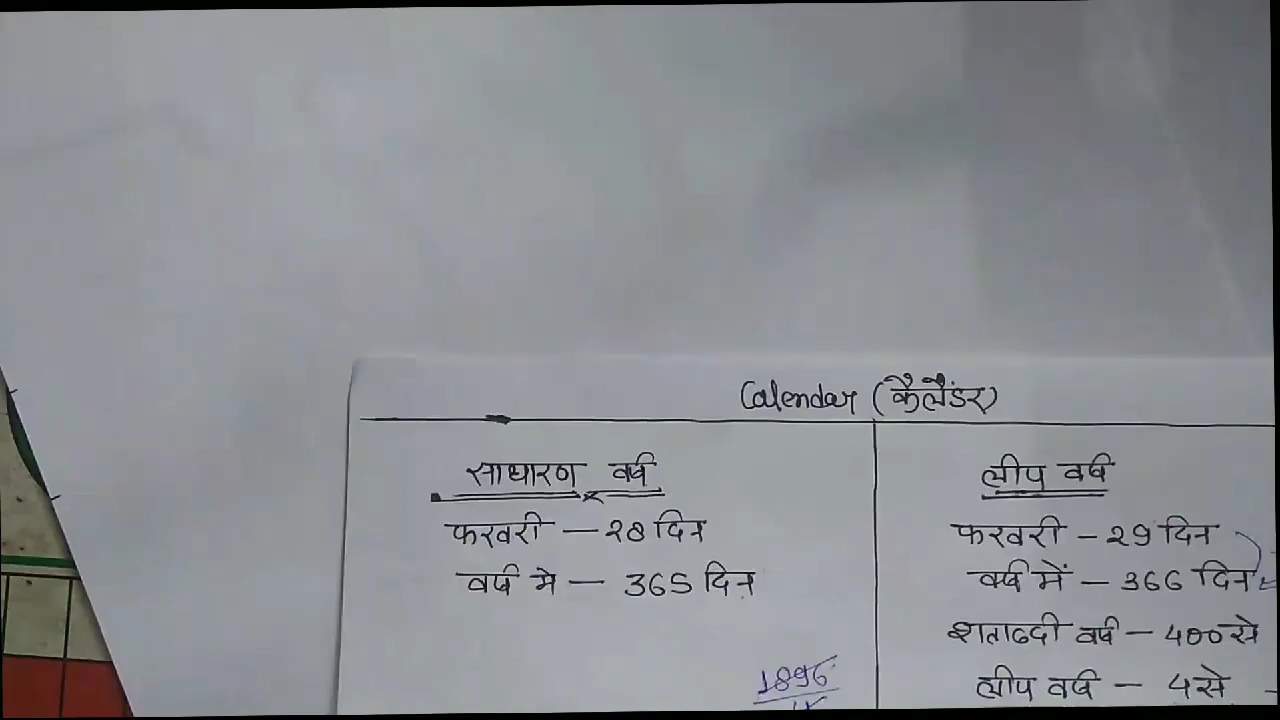 Calendar (कैलेंडर)
साधारण वर्ष
फरवरी — 28 दिन
वर्ष मे — 365 दिन
1896
लीप वर्ष
फरवरी — 29 दिन
वर्ष में — 366 दिन
शताब्दी वर्ष — 400 से
लीप वर्ष — 4 से